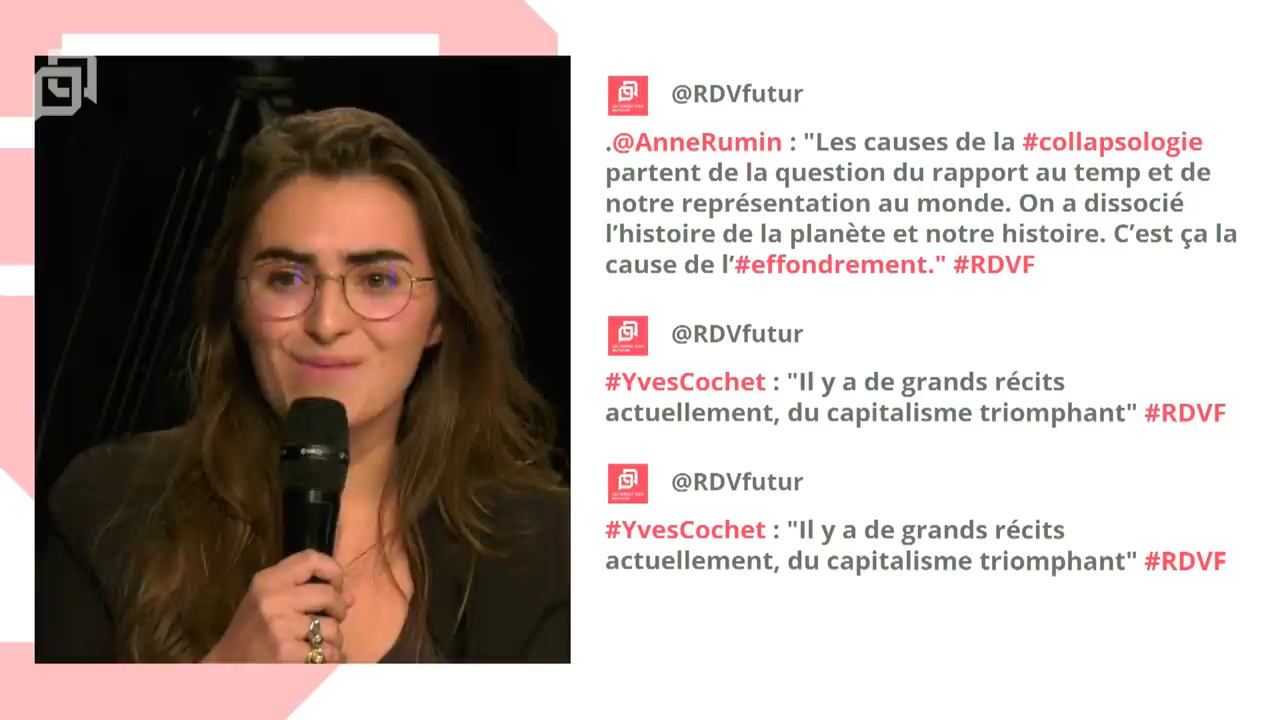 @RDVfutur
.@AnneRumin : "Les causes de la #collapsologie
partent de la question du rapport au temp et de
notre représentation au monde. On a dissocié
l’histoire de la planète et notre histoire. C’est ça la
cause de l’#effondrement." #RDVF
@RDVfutur
#YvesCochet : "Il y a de grands récits
actuellement, du capitalisme triomphant" #RDVF
@RDVfutur
#YvesCochet : "Il y a de grands récits
actuellement, du capitalisme triomphant" #RDVF